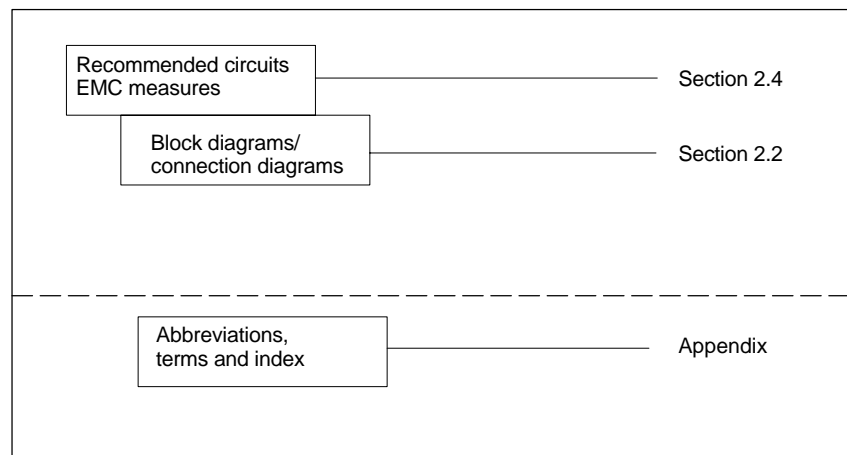 Recommended circuits
EMC measures
Section 2.4
Block diagrams/
connection diagrams
Section 2.2
Abbreviations,
terms and index
Appendix